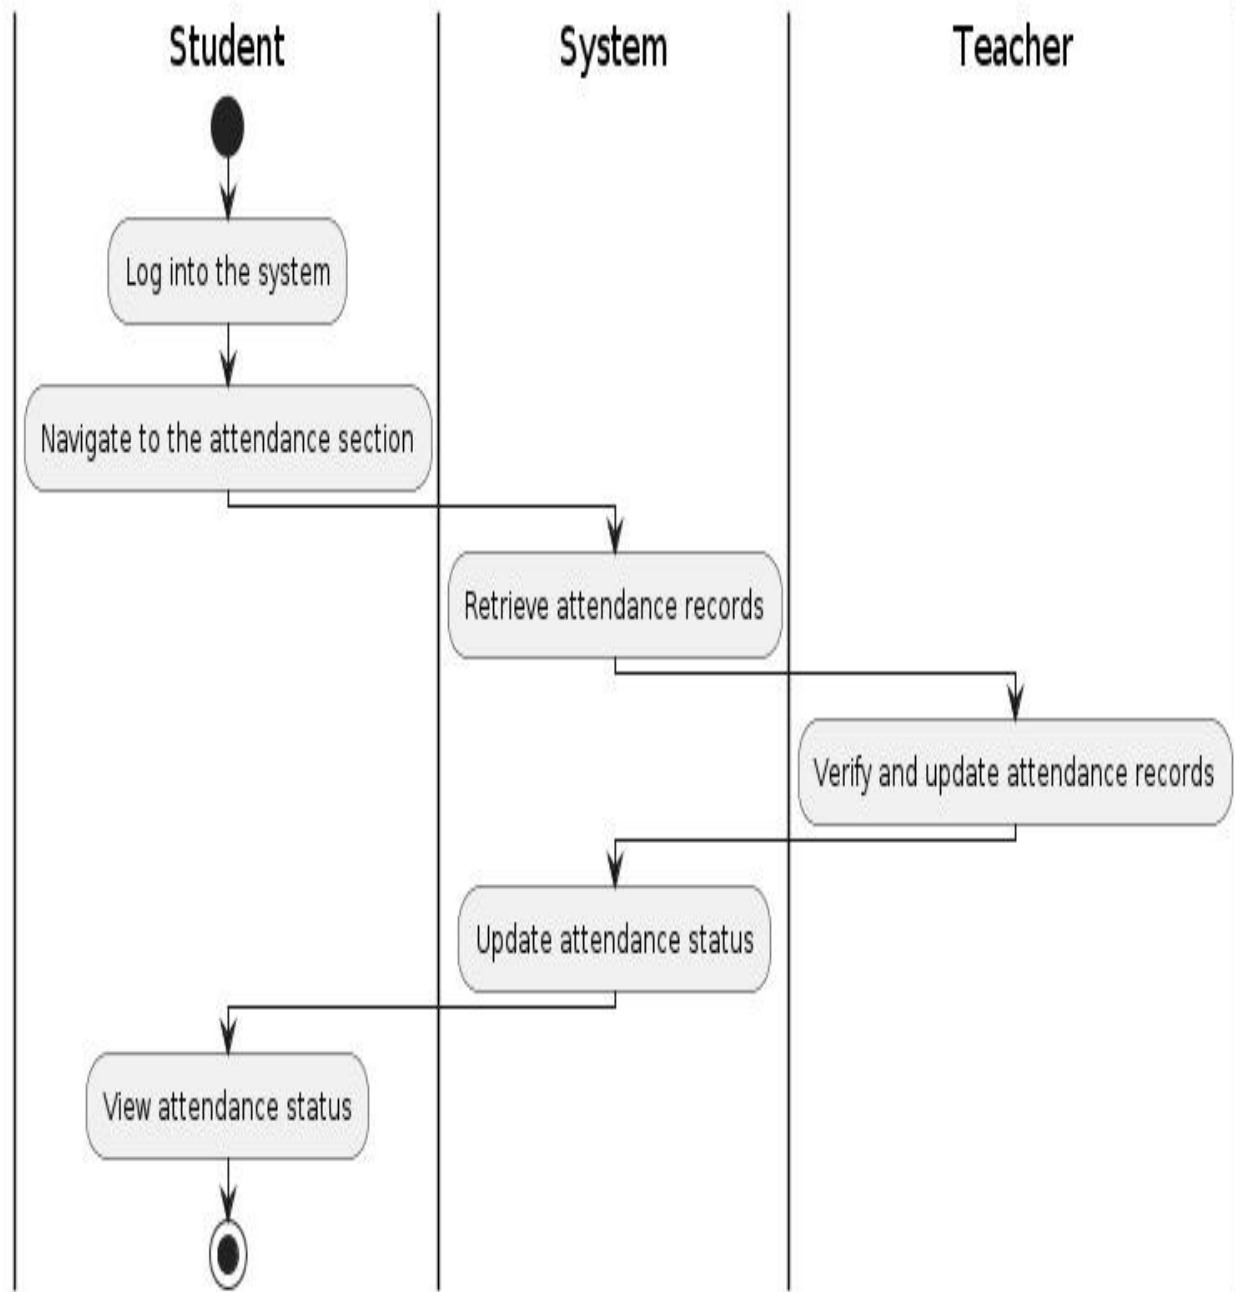 Student
System
Teacher
Log into the system
Navigate to the attendance section
Retrieve attendance records
Verify and update attendance records
Update attendance status
View attendance status